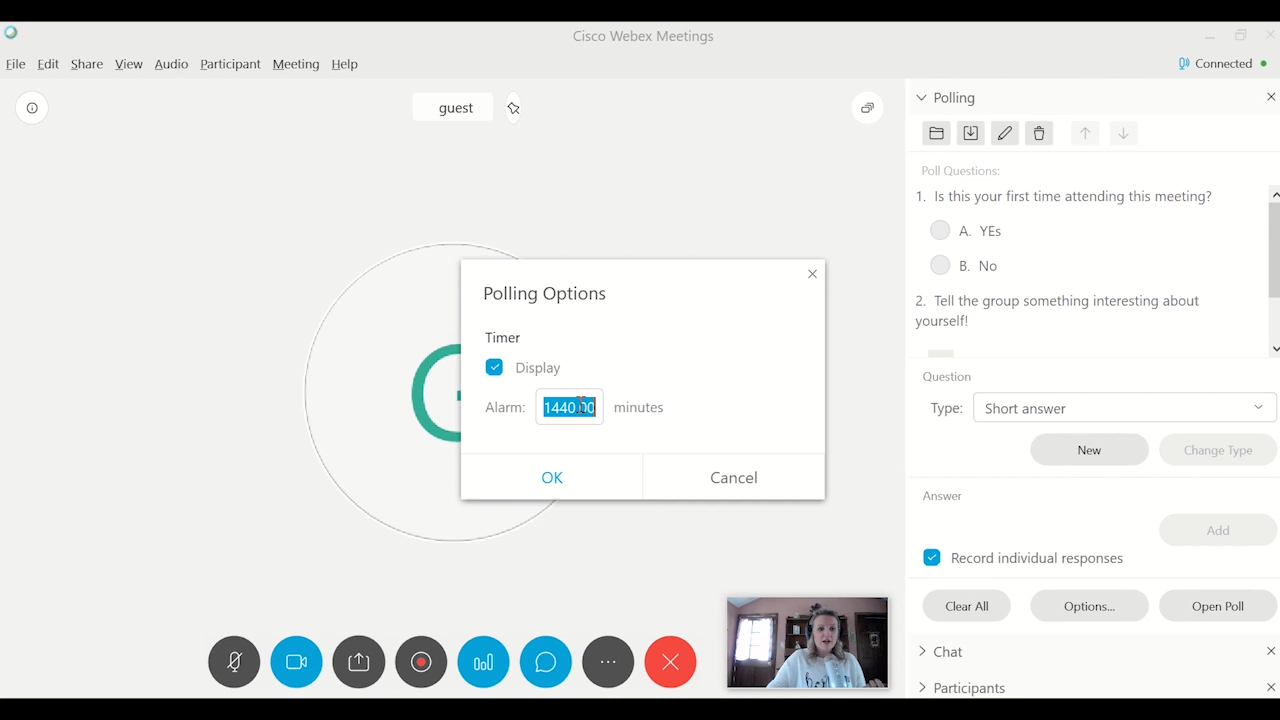 Cisco Webex Meetings
File Edit Share View Audio Participant Meeting Help
Connected
guest
Polling
Poll Questions:
1. Is this your first time attending this meeting?
A. YEs
B. No
2. Tell the group something interesting about
yourself!
Polling Options
Timer
Display
Alarm: 1440.00 minutes
OK Cancel
Question
Type: Short answer
New Change Type
Answer
Add
Record individual responses
Clear All Options... Open Poll
Chat
Participants